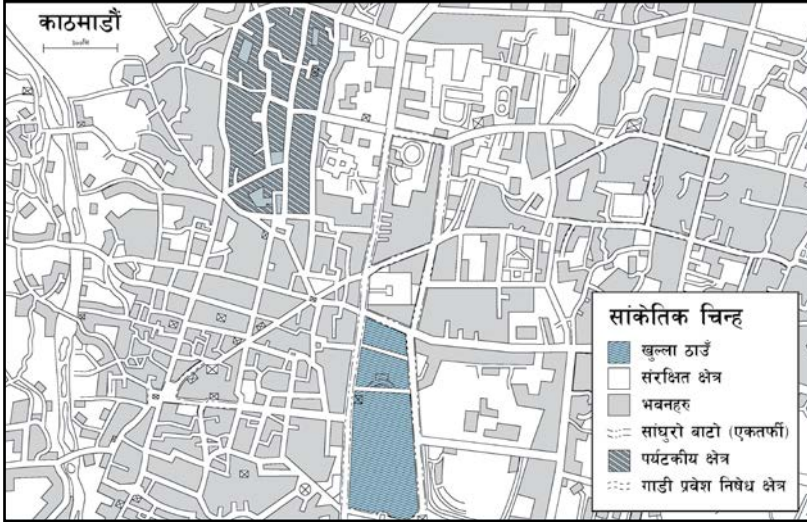 काठमाडौं
सांकेतिक चिन्ह
खुल्ला ठाउँ
संरक्षित क्षेत्र
भवनहरु
सांघुरो बाटो (एकतर्फी)
पर्यटकीय क्षेत्र
गाडी प्रवेश निषेध क्षेत्र